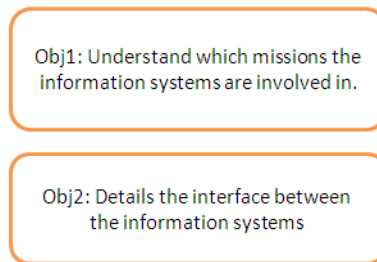 Obj1: Understand which missions the
information systems are involved in.
Obj2: Details the interface between
the information systems